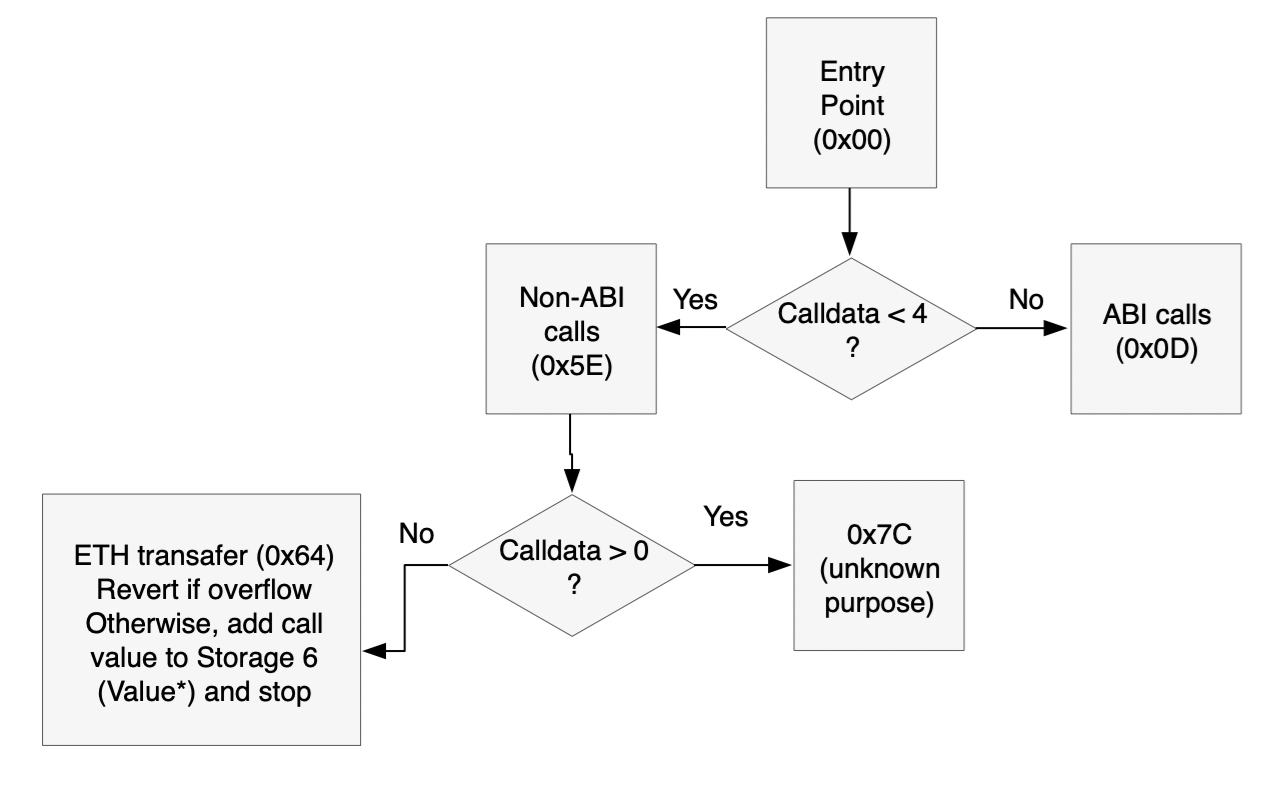 Entry
Point
(0x00)
Non-ABI
calls
(0x5E)
Yes
Calldata < 4
?
No
ABI calls
(0x0D)
ETH transafer (0x64)
Revert if overflow
Otherwise, add call
value to Storage 6
(Value*) and stop
No
Calldata > 0
?
Yes
0x7C
(unknown
purpose)